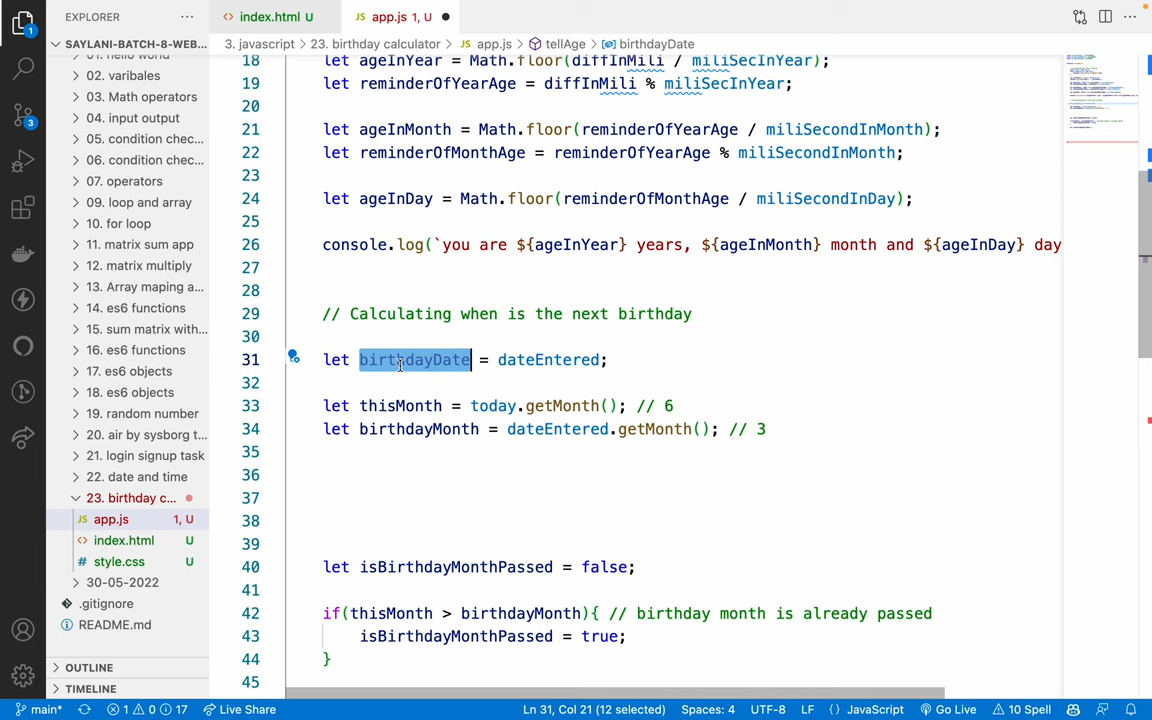 EXPLORER
index.html U
JS app.js 1, U
SAYLANI-BATCH-8-WEB...
3. javascript > 23. birthday calculator > JS app.js > tellAge > birthdayDate
01. hello world
02. varibales
03. Math operators
04. input output
05. condition chec...
06. condition chec...
07. operators
09. loop and array
10. for loop
11. matrix sum app
12. matrix multiply
13. Array maping a...
14. es6 functions
15. sum matrix with...
16. es6 functions
17. es6 objects
18. es6 objects
19. random number
20. air by sysborg t...
21. login signup task
22. date and time
23. birthday c...
JS app.js 1, U
index.html U
# style.css U
30-05-2022
.gitignore
README.md
OUTLINE
TIMELINE
1
3
18 let ageInYear = Math.floor(diffInMili / miliSecInYear);
19 let reminderOfYearAge = diffInMili % miliSecInYear;
20
21 let ageInMonth = Math.floor(reminderOfYearAge / miliSecondInMonth);
22 let reminderOfMonthAge = reminderOfYearAge % miliSecondInMonth;
23
24 let ageInDay = Math.floor(reminderOfMonthAge / miliSecondInDay);
25
26 console.log(`you are ${ageInYear} years, ${ageInMonth} month and ${ageInDay} day
27
28
29 // Calculating when is the next birthday
30
31 let birthdayDate = dateEntered;
32
33 let thisMonth = today.getMonth(); // 6
34 let birthdayMonth = dateEntered.getMonth(); // 3
35
36
37
38
39
40 let isBirthdayMonthPassed = false;
41
42 if(thisMonth > birthdayMonth){ // birthday month is already passed
43 isBirthdayMonthPassed = true;
44 }
45
main* 1 0 17 Live Share Ln 31, Col 21 (12 selected) Spaces: 4 UTF-8 LF {} JavaScript Go Live 10 Spell